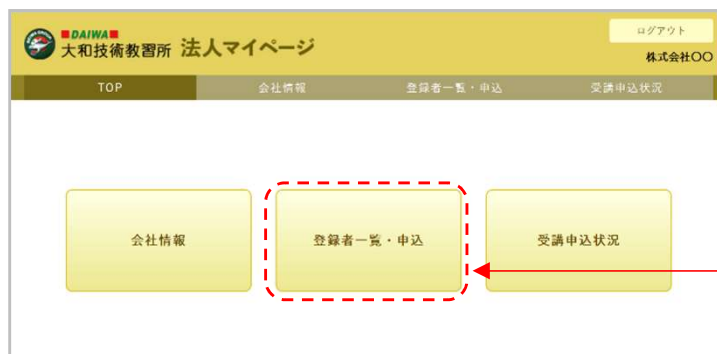 DAIWA
大和技術教習所 法人マイページ
ログアウト
株式会社〇〇
TOP 会社情報 登録者一覧・申込 受講申込状況
会社情報 登録者一覧・申込 受講申込状況